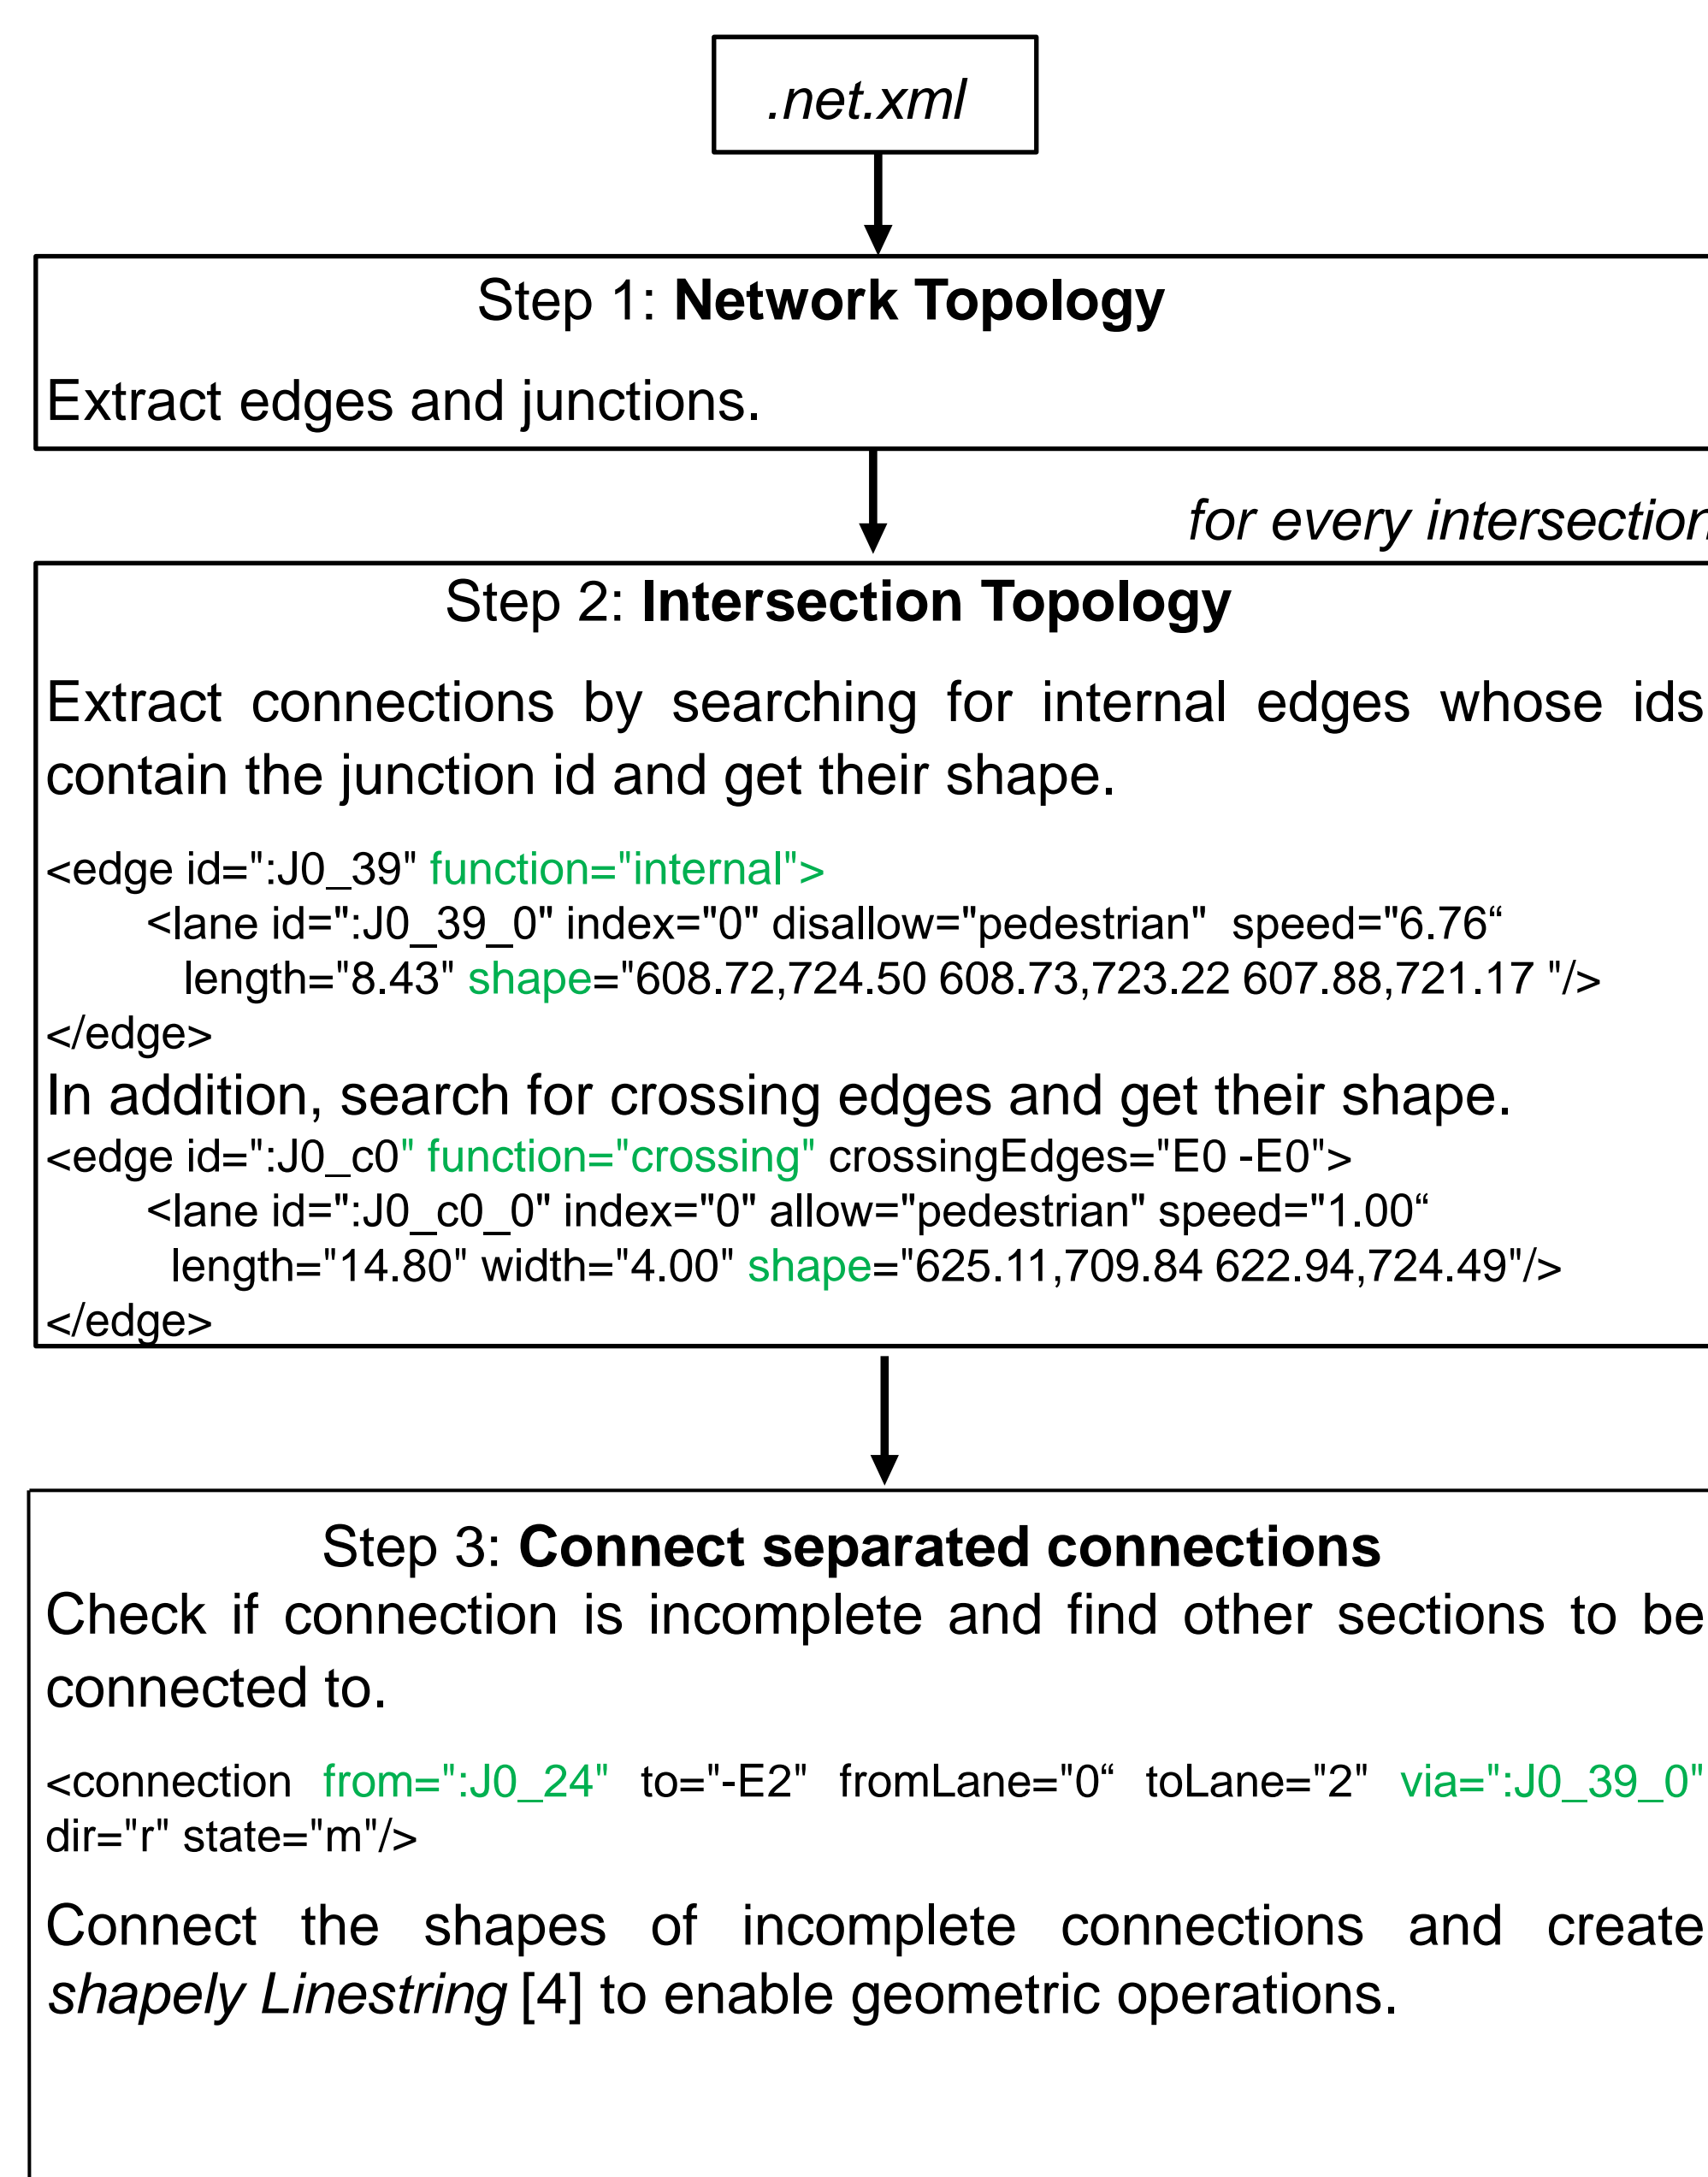 .net.xml
Step 1: Network Topology
Extract edges and junctions.
for every intersection
Step 2: Intersection Topology
Extract connections by searching for internal edges whose ids
contain the junction id and get their shape.
<edge id=":J0_39" function="internal">
<lane id=":J0_39_0" index="0" disallow="pedestrian" speed="6.76“
length="8.43" shape="608.72,724.50 608.73,723.22 607.88,721.17 "/>
</edge>
In addition, search for crossing edges and get their shape.
<edge id=":J0_c0" function="crossing" crossingEdges="E0 -E0">
<lane id=":J0_c0_0" index="0" allow="pedestrian" speed="1.00“
length="14.80" width="4.00" shape="625.11,709.84 622.94,724.49"/>
</edge>
Step 3: Connect separated connections
Check if connection is incomplete and find other sections to be
connected to.
<connection from=":J0_24" to="-E2" fromLane="0“ toLane="2" via=":J0_39_0"
dir="r" state="m"/>
Connect the shapes of incomplete connections and create
shapely Linestring [4] to enable geometric operations.